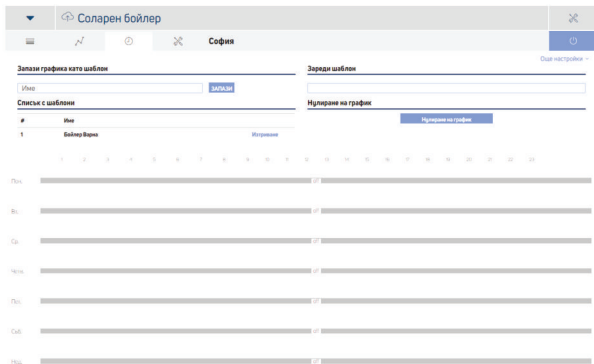 Соларен бойлер
София
Още настройки
Запази графика като шаблон
Зареди шаблон
Име
ЗАПАЗИ
Списък с шаблони
Нулиране на график
# Име
Нулиране на график
1 Бойлер Варна Изтриване
1 2 3 4 5 6 7 8 9 10 11 12 13 14 15 16 17 18 19 20 21 22 23
Пон.
Вт.
Ср.
Четв.
Пет.
Съб.
Нед.